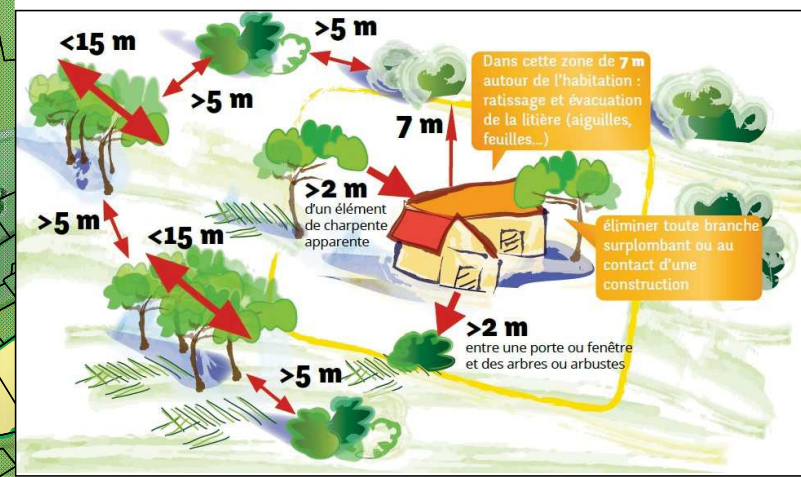 <15 m
>5 m
>5 m
Dans cette zone de 7 m
autour de l'habitation :
ratissage et évacuation
de la litière (aiguilles,
feuilles...)
7 m
>2 m
d'un élément
de charpente
apparente
>5 m
<15 m
éliminer toute branche
surplombant ou au
contact d'une
construction
>2 m
entre une porte ou fenêtre
et des arbres ou arbustes
>5 m